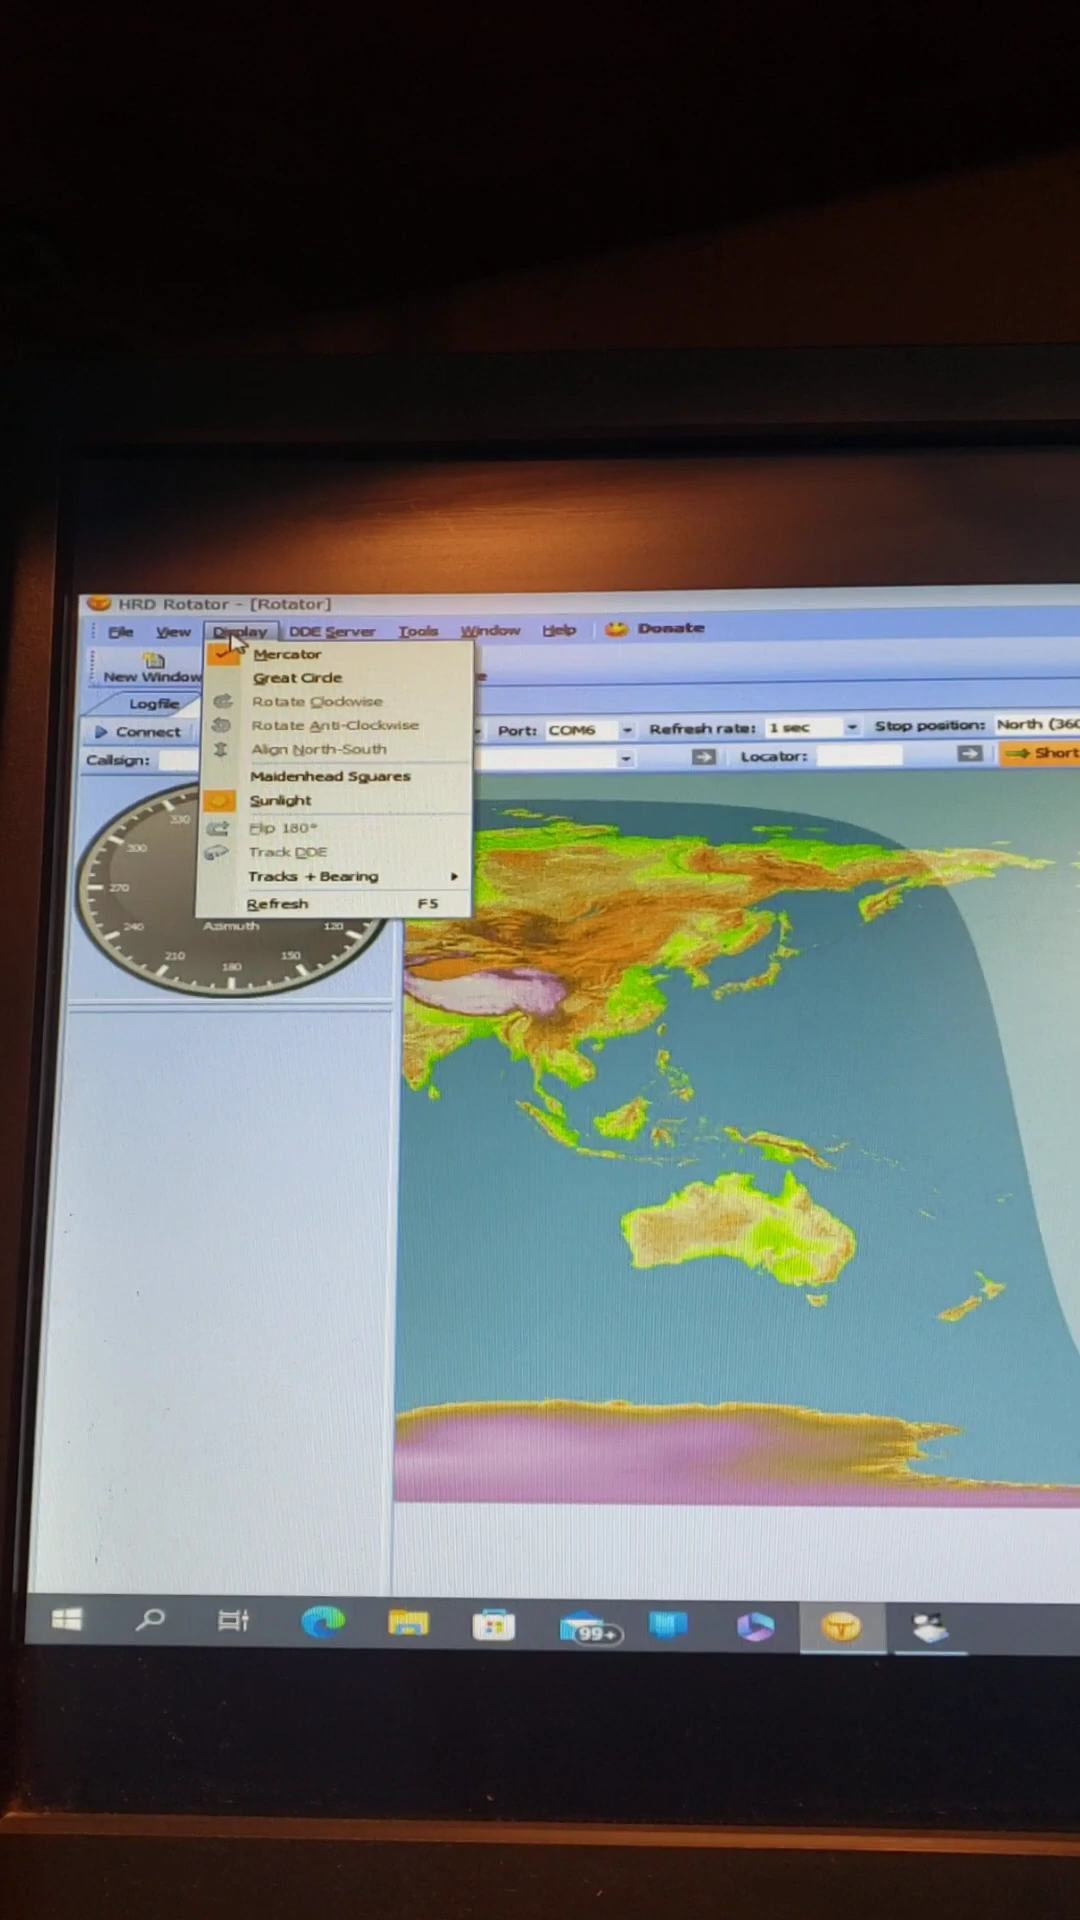 HRD Rotator - [Rotator]
File View Display DDE Server Tools Window Help Donate
New Window
Logfile
Connect Port: COM6 Refresh rate: 1 sec Stop position: North (360
Callsign: Locator: Short
Mercator
Great Circle
Rotate Clockwise
Rotate Anti-Clockwise
Align North-South
Maidenhead Squares
Sunlight
Flip 180°
Track DDE
Tracks + Bearing
Refresh F5
330
300
270
240
210
180
150
120
Azimuth
99+